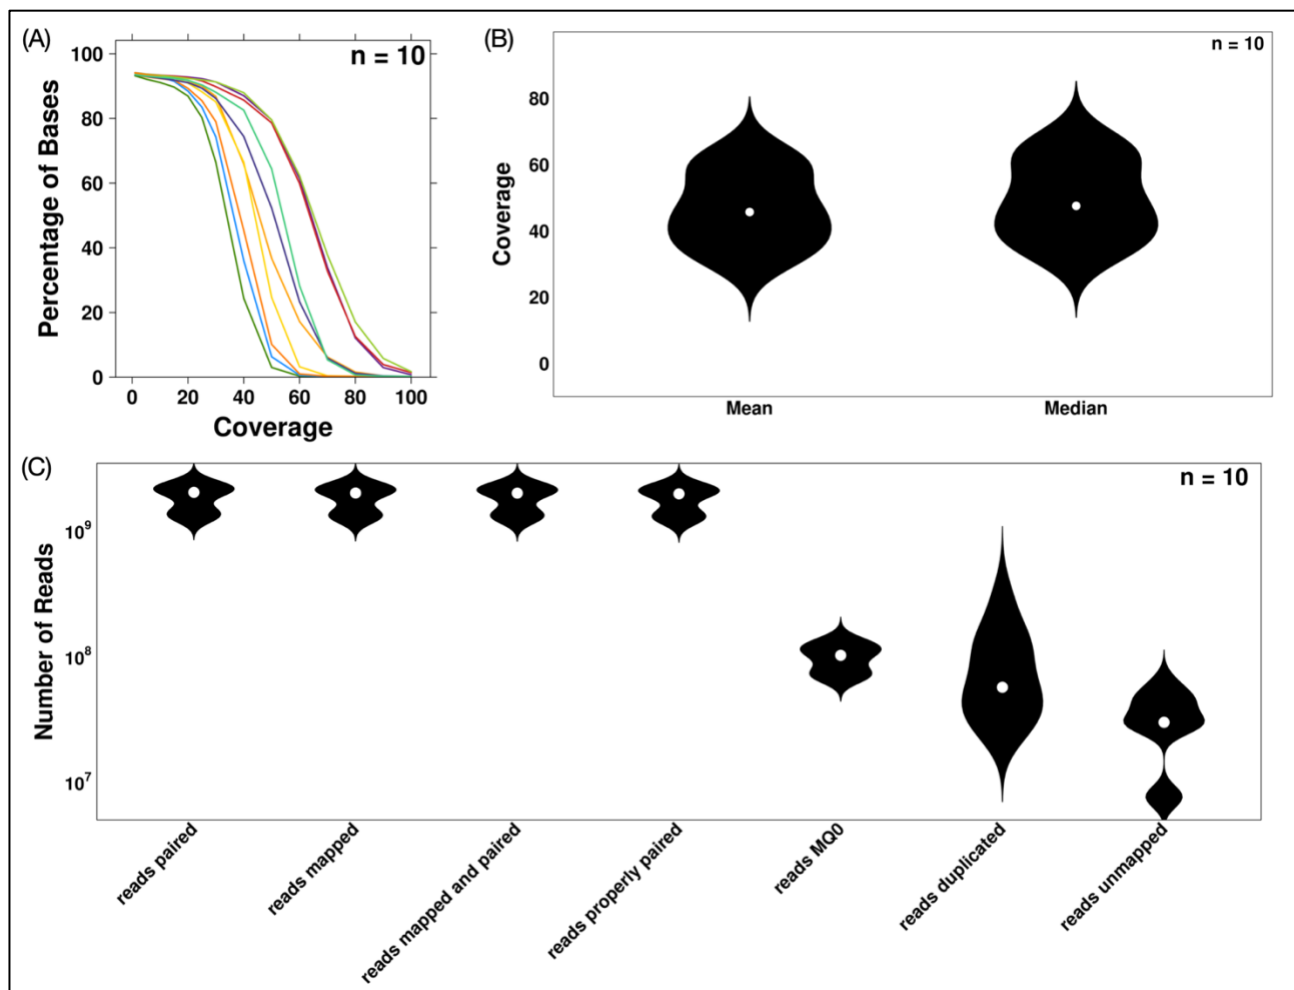 (A)
n = 10
100
80
60
40
20
0
Percentage of Bases
0 20 40 60 80 100
Coverage
(B)
n = 10
80
60
40
20
0
Coverage
Mean Median
(C)
n = 10
10⁹
10⁸
10⁷
Number of Reads
reads paired
reads mapped
reads mapped and paired
reads properly paired
reads MQ0
reads duplicated
reads unmapped